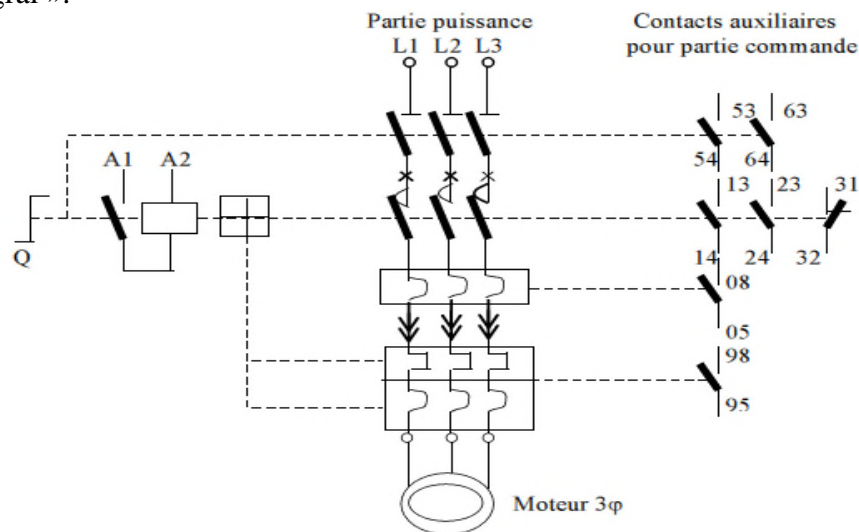 Partie puissance
Contacts auxiliaires
pour partie commande
L1 L2 L3
53 63
54 64
A1 A2
13 23 31
Q
14 24 32
08
05
98
95
Moteur 3φ